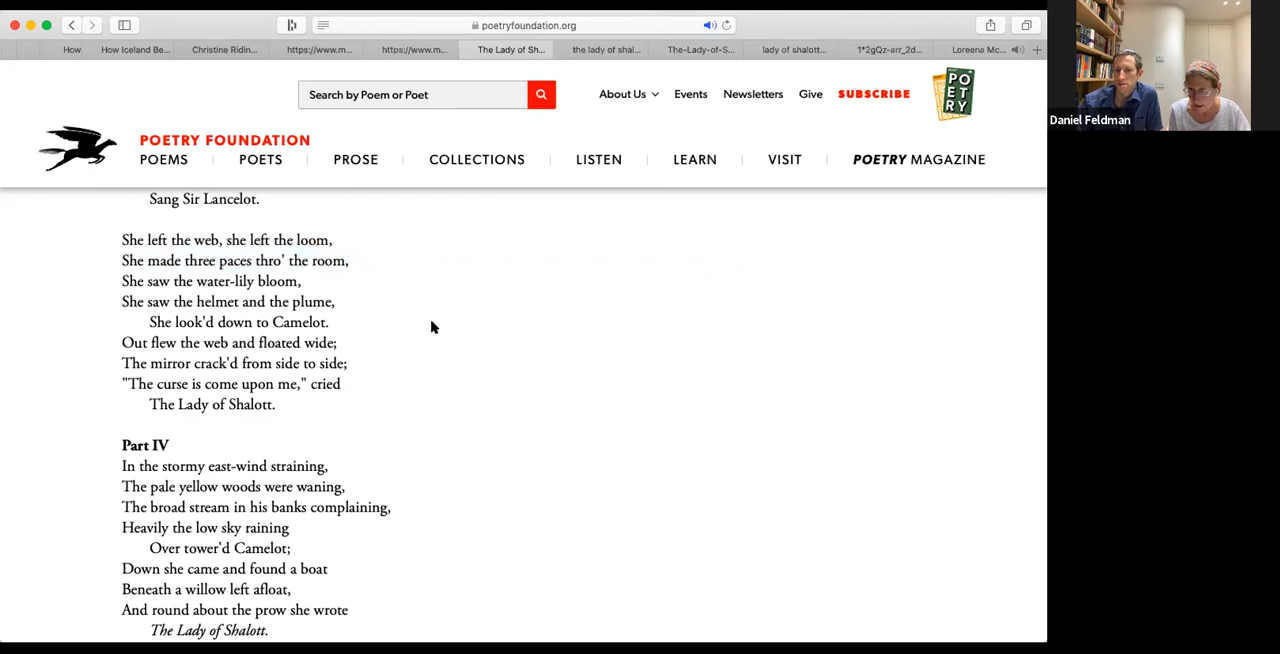 poetryfoundation.org
How
How Iceland Be...
Christine Ridin...
https://www.m...
https://www.m...
The Lady of Sh...
the lady of shal...
The-Lady-of-S...
lady of shalott...
1*2gQz-arr_2d...
Loreena Mc...
Search by Poem or Poet
About Us
Events
Newsletters
Give
SUBSCRIBE
POETRY
POETRY FOUNDATION
POEMS
POETS
PROSE
COLLECTIONS
LISTEN
LEARN
VISIT
POETRY MAGAZINE
Daniel Feldman
Sang Sir Lancelot.
She left the web, she left the loom,
She made three paces thro' the room,
She saw the water-lily bloom,
She saw the helmet and the plume,
She look'd down to Camelot.
Out flew the web and floated wide;
The mirror crack'd from side to side;
"The curse is come upon me," cried
The Lady of Shalott.
Part IV
In the stormy east-wind straining,
The pale yellow woods were waning,
The broad stream in his banks complaining,
Heavily the low sky raining
Over tower'd Camelot;
Down she came and found a boat
Beneath a willow left afloat,
And round about the prow she wrote
The Lady of Shalott.